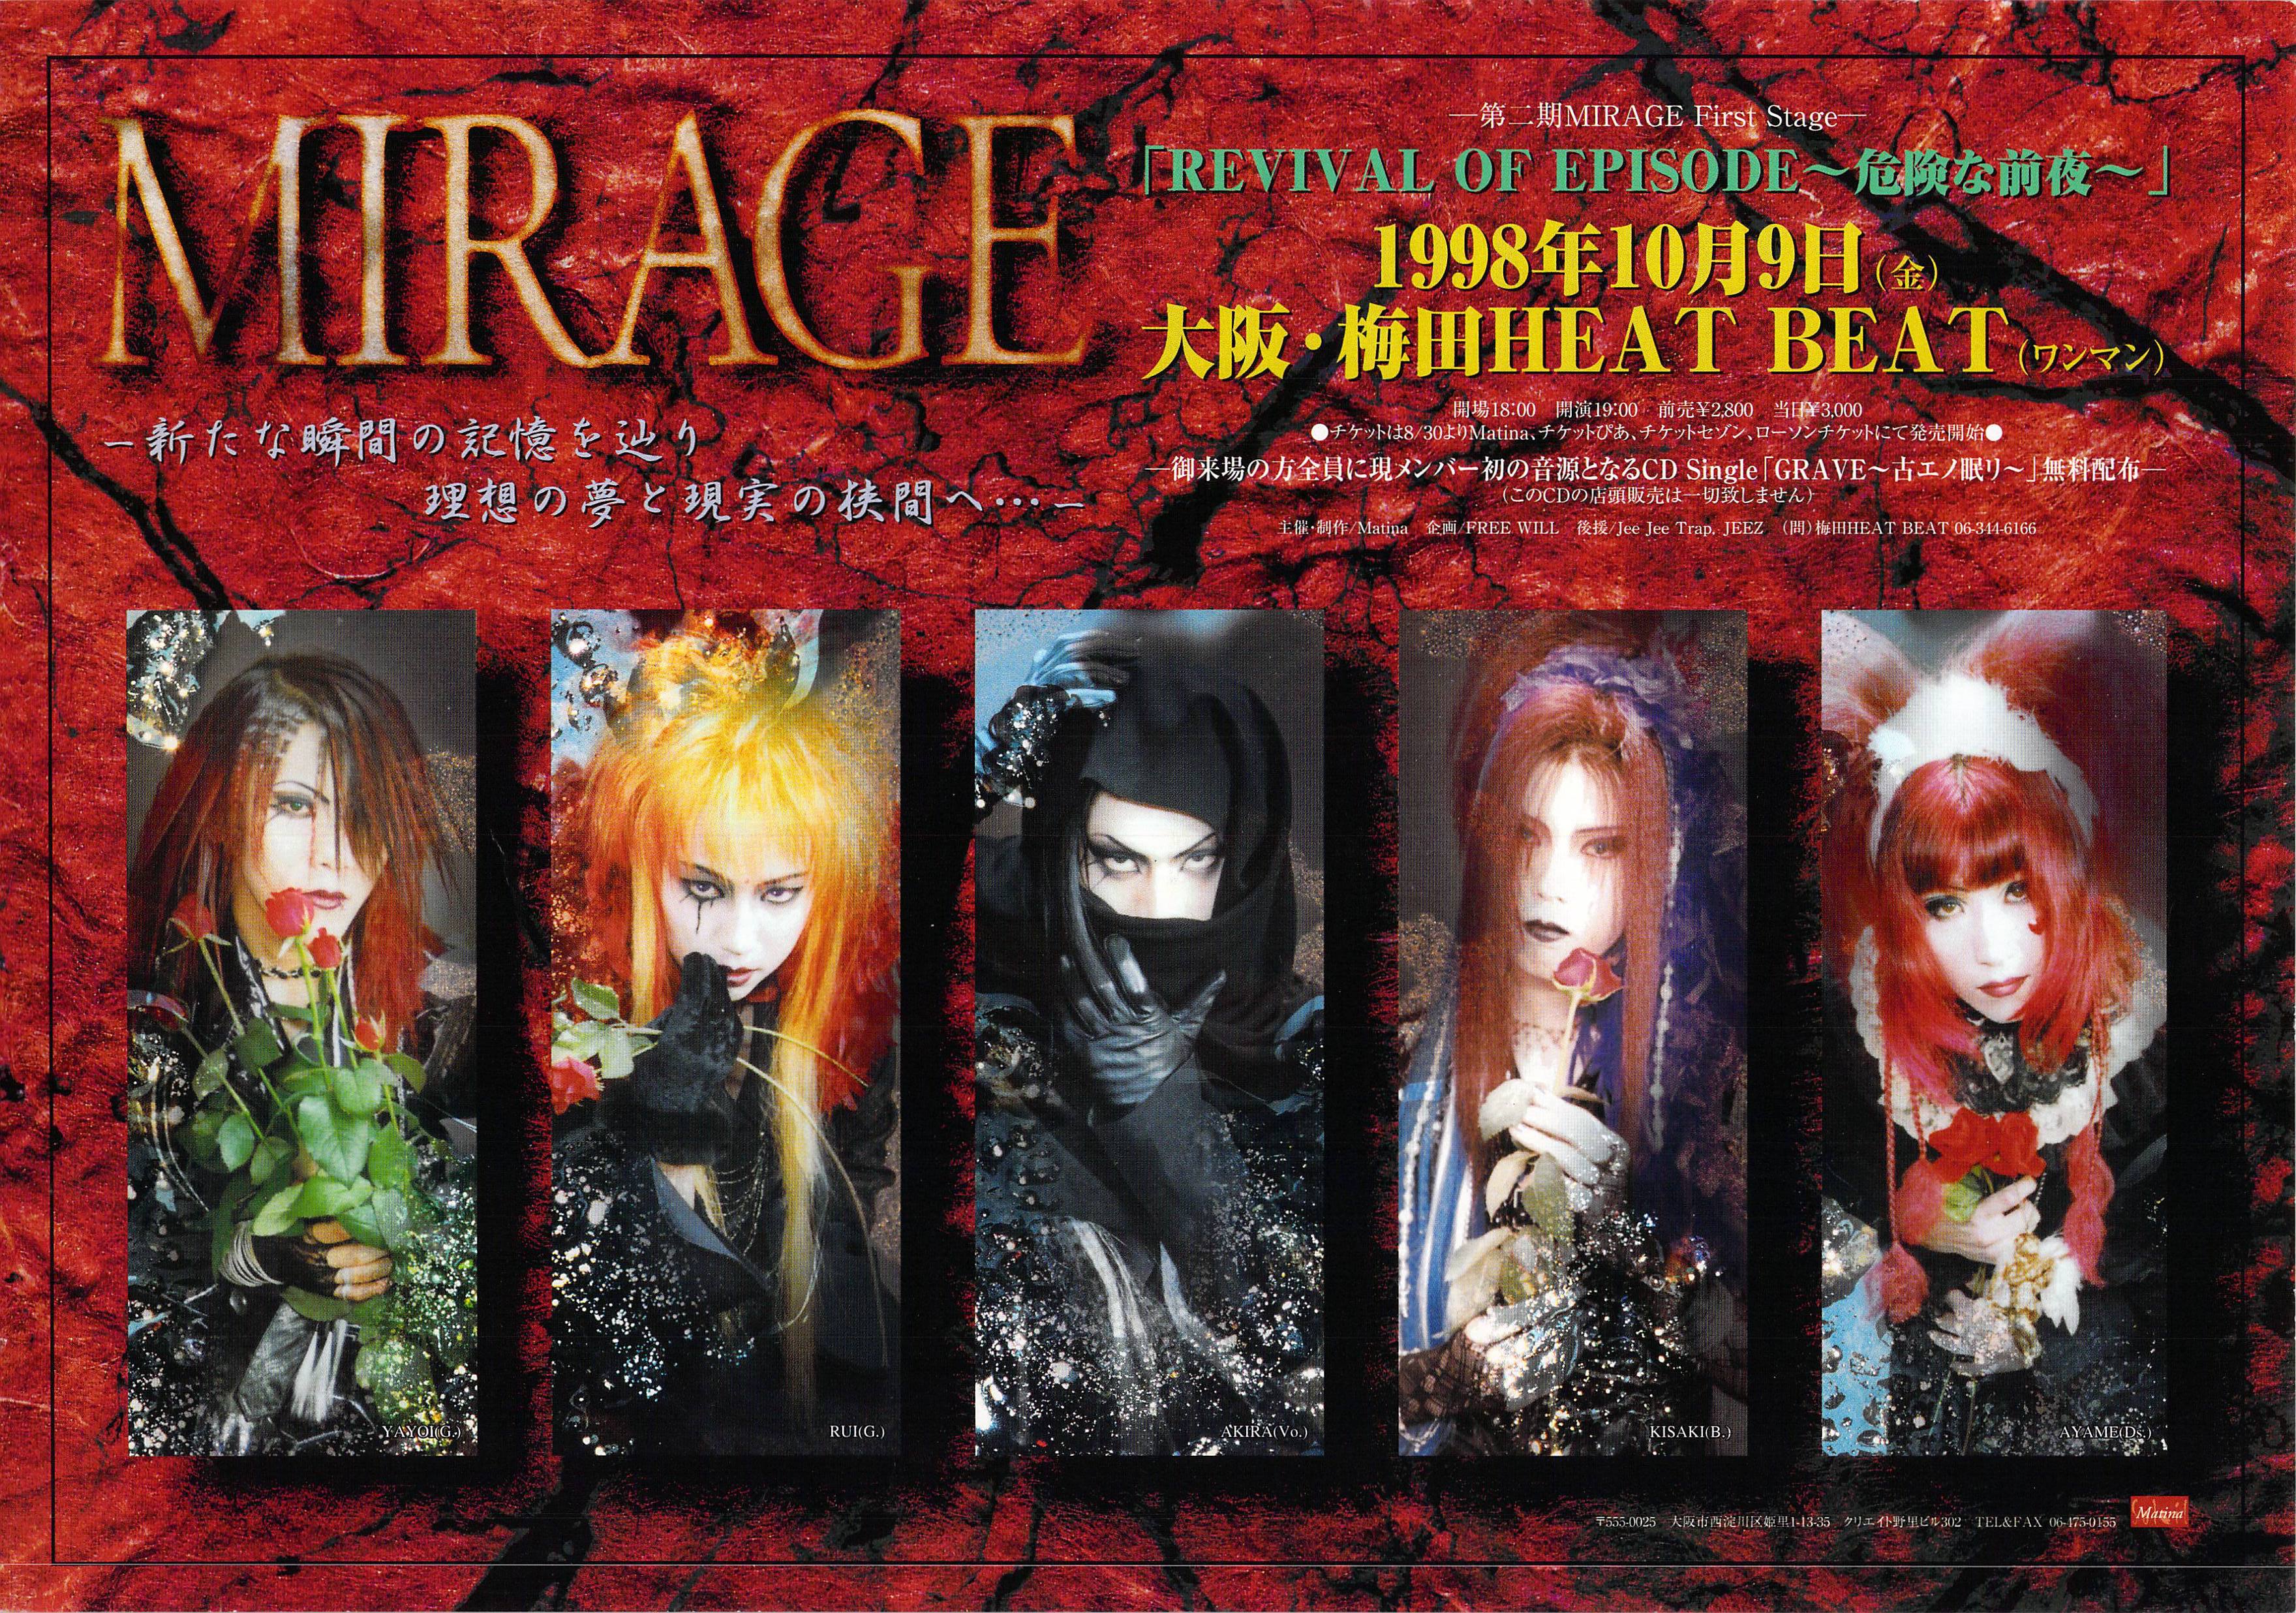 MIRAGE
―新たな瞬間の記憶を辿り
理想の夢と現実の挟間へ…―
―第二期MIRAGE First Stage―
「REVIVAL OF EPISODE～危険な前夜～」
1998年10月9日(金)
大阪・梅田HEAT BEAT(ワンマン)
開場18:00 開演19:00 前売¥2,800 当日¥3,000
●チケットは8/30よりMatina、チケットぴあ、チケットセゾン、ローソンチケットにて発売開始●
―御来場の方全員に現メンバー初の音源となるCD Single「GRAVE～古エノ眠リ～」無料配布―
(このCDの店頭販売は一切致しません)
主催・制作/Matina 企画/FREE WILL 後援/Jee Jee Trap, JEEZ (問)梅田HEAT BEAT 06-344-6166
YAYOI(G.)
RUI(G.)
AKIRA(Vo.)
KISAKI(B.)
AYAME(Ds.)
〒555-0025 大阪市西淀川区姫里1-13-35 クリエイト野里ビル302 TEL&FAX 06-475-0155
Matina